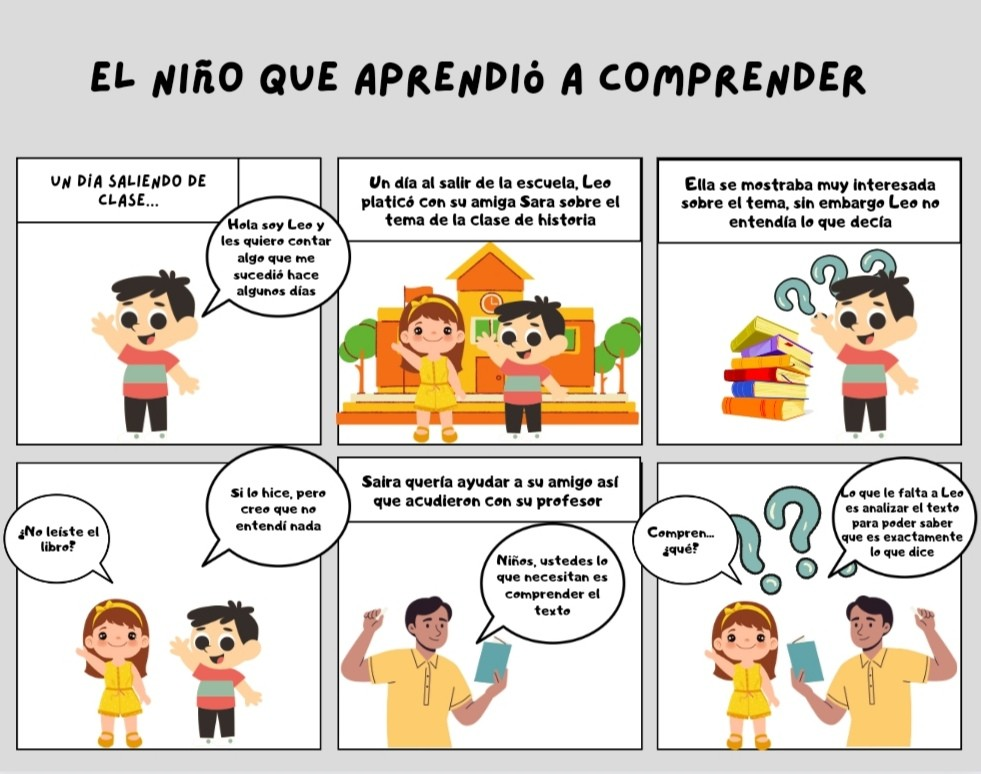 EL NIÑO QUE APRENDIÓ A COMPRENDER
UN DÍA SALIENDO DE
CLASE...
Hola soy Leo y
les quiero contar
algo que me
sucedió hace
algunos días
Un día al salir de la escuela, Leo
platicó con su amiga Sara sobre el
tema de la clase de historia
Ella se mostraba muy interesada
sobre el tema, sin embargo Leo no
entendía lo que decía
¿No leíste el
libro?
Si lo hice, pero
creo que no
entendí nada
Saira quería ayudar a su amigo así
que acudieron con su profesor
Niños, ustedes lo
que necesitan es
comprender el
texto
Compren...
¿qué?
Lo que le falta a Leo
es analizar el texto
para poder saber
que es exactamente
lo que dice